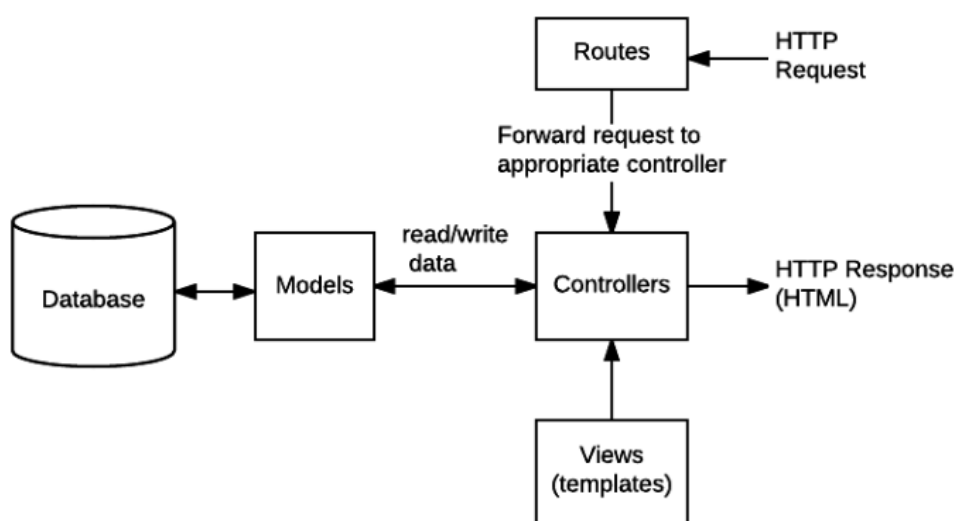 Routes
HTTP
Request
Forward request to
appropriate controller
Database
Models
read/write
data
Controllers
HTTP Response
(HTML)
Views
(templates)